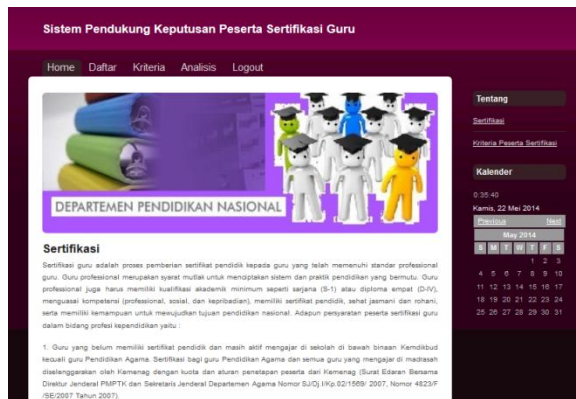 Sistem Pendukung Keputusan Peserta Sertifikasi Guru
Home Daftar Kriteria Analisis Logout
DEPARTEMEN PENDIDIKAN NASIONAL
Sertifikasi
Sertifikasi guru adalah proses pemberian sertifikat pendidik kepada guru yang telah memenuhi standar professional
guru. Guru professional merupakan syarat mutlak untuk menciptakan sistem dan praktik pendidikan yang bermutu. Guru
professional juga harus memiliki kualifikasi akademik minimum seperti sarjana (S-1) atau diploma empat (D-IV),
menguasai kompetensi (professional, sosial, dan kepribadian), memiliki sertifikat pendidik, sehat jasmani dan rohani,
serta memiliki kemampuan untuk mewujudkan tujuan pendidikan nasional. Adapun persyaratan peserta sertifikasi guru
dalam bidang profesi kependidikan yaitu :
1. Guru yang belum memiliki sertifikat pendidik dan masih aktif mengajar di sekolah di bawah binaan Kemdikbud
kecuali guru Pendidikan Agama. Sertifikasi bagi guru Pendidikan Agama dan semua guru yang mengajar di madrasah
diselenggarakan oleh Kemenag dengan kuota dan aturan penetapan peserta dari Kemenag (Surat Edaran Bersama
Direktur Jenderal PMPTK dan Sekretaris Jenderal Departemen Agama Nomor SJ/Dj.I/Kp.02/1569/ 2007, Nomor 4823/F
/SE/2007 Tahun 2007).
Tentang
Sertifikasi
Kriteria Peserta Sertifikasi
Kalender
0:35:40
Kamis, 22 Mei 2014
Previous Next
May 2014
S M T W T F S
1 2 3
4 5 6 7 8 9 10
11 12 13 14 15 16 17
18 19 20 21 22 23 24
25 26 27 28 29 30 31